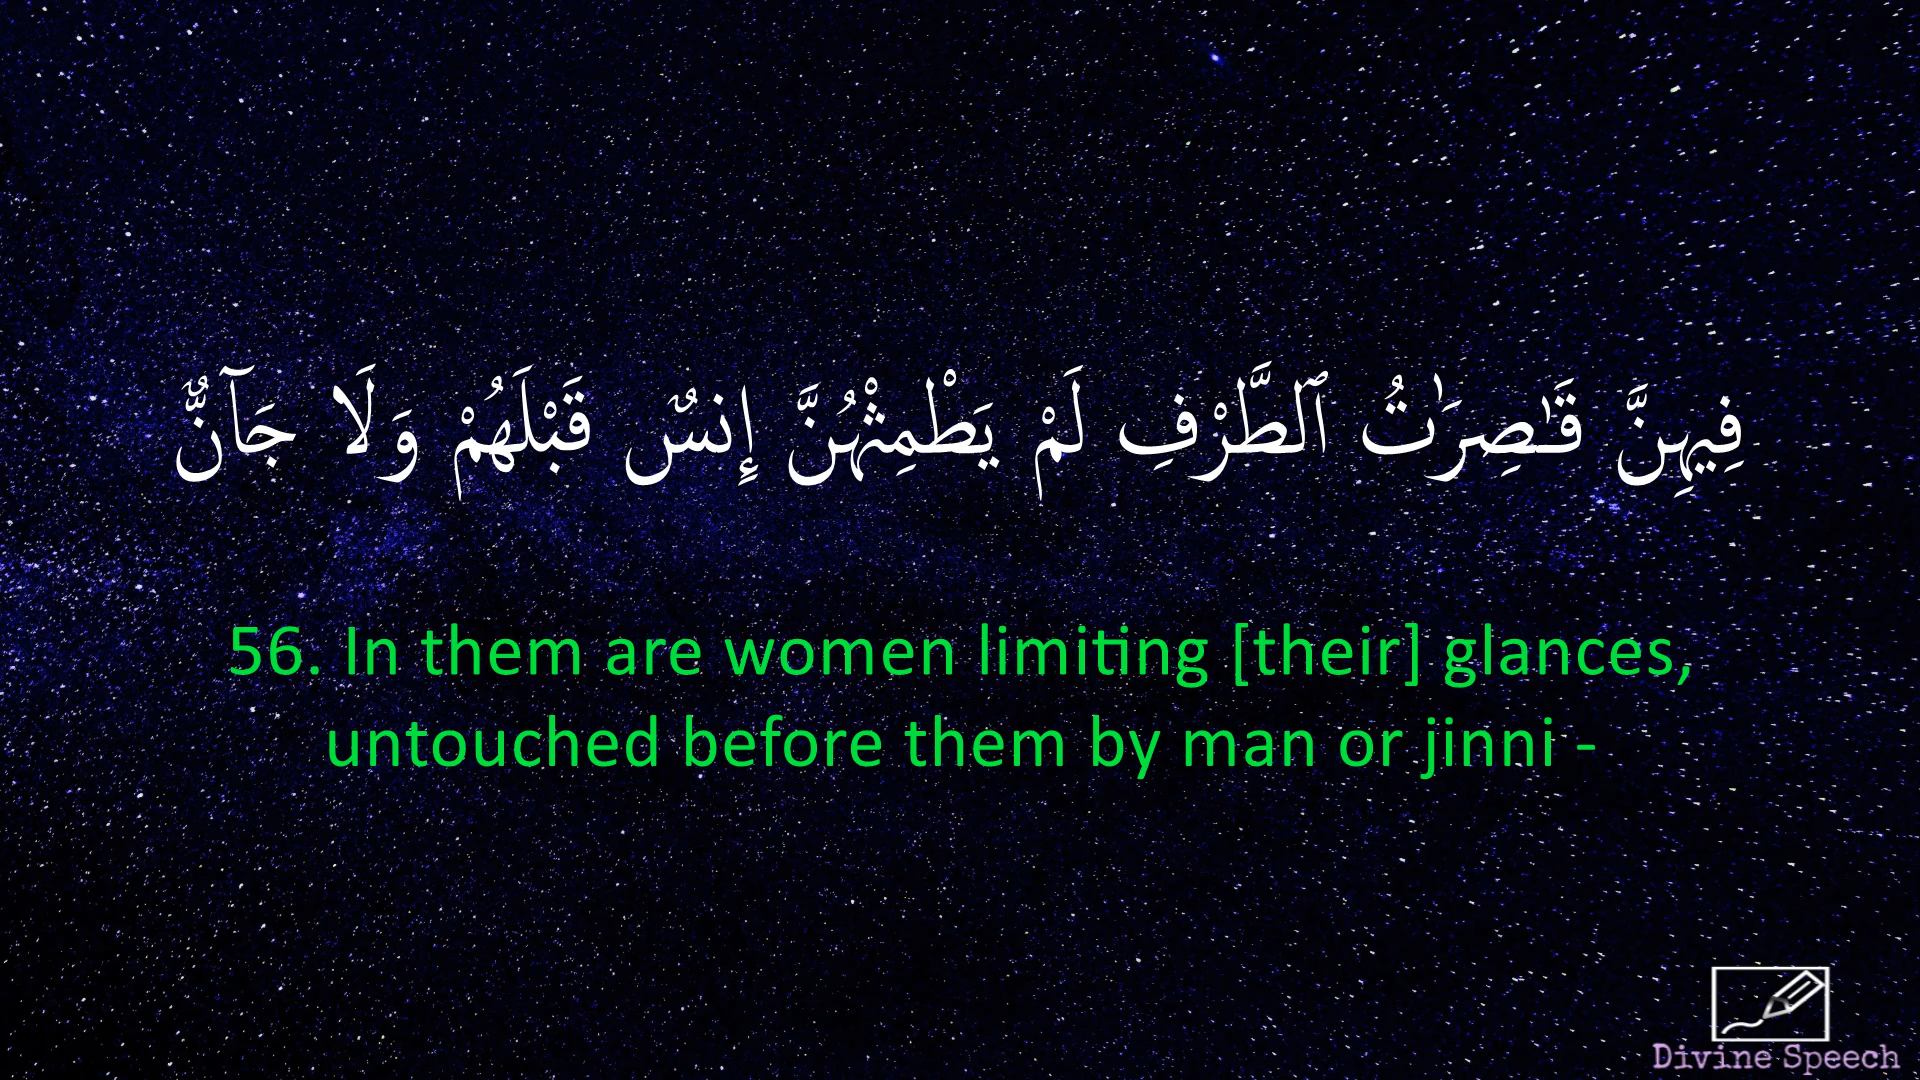 فِيهِنَّ قَـٰصِرَٰتُ ٱلطَّرْفِ لَمْ يَطْمِثْهُنَّ إِنسٌ قَبْلَهُمْ وَلَا جَآنٌّ
56. In them are women limiting [their] glances,
untouched before them by man or jinni -
Divine Speech